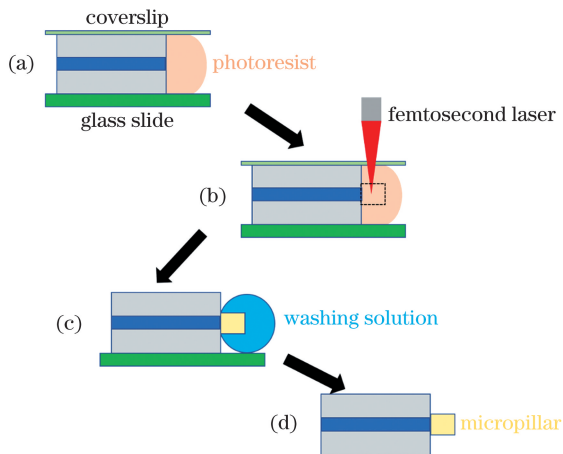 coverslip
(a)
photoresist
glass slide
femtosecond laser
(b)
(c)
washing solution
(d)
micropillar